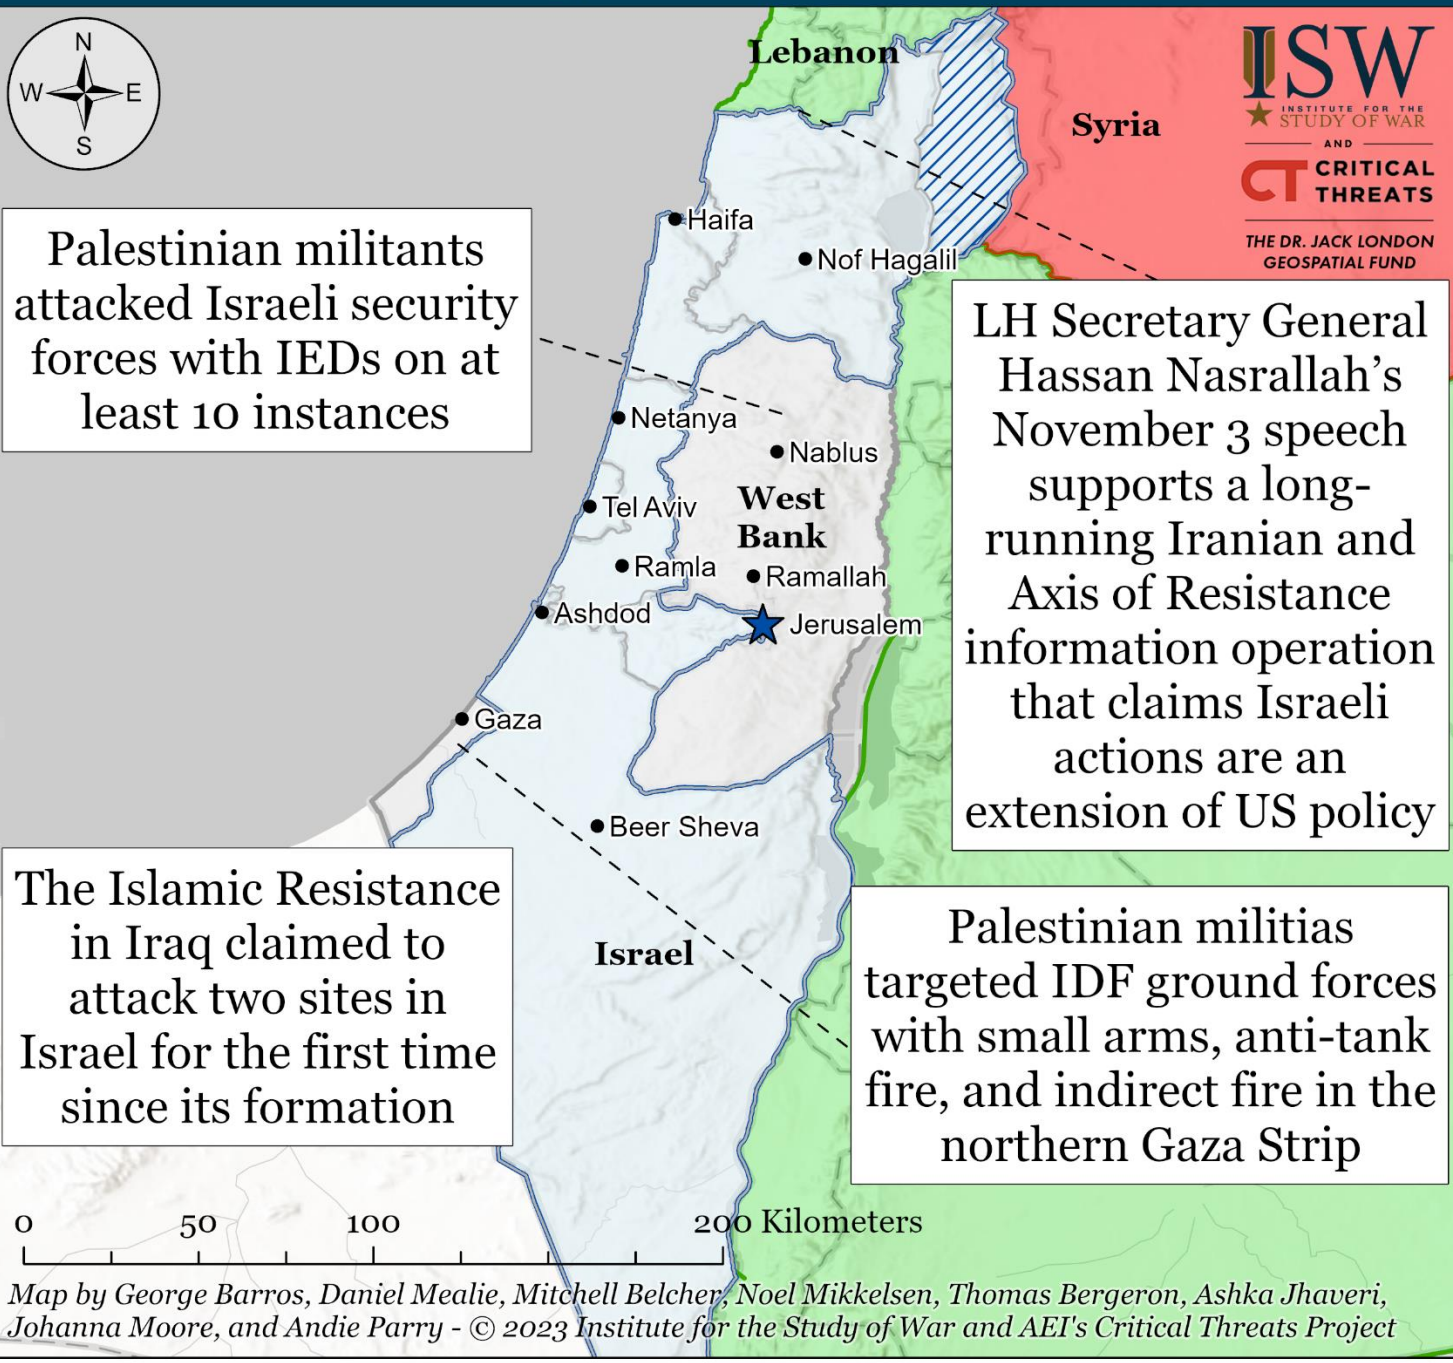 N
W
E
S
Lebanon
Syria
ISW
INSTITUTE FOR THE
STUDY OF WAR
AND
CT CRITICAL
THREATS
THE DR. JACK LONDON
GEOSPATIAL FUND
Haifa
Nof Hagalil
Palestinian militants
attacked Israeli security
forces with IEDs on at
least 10 instances
LH Secretary General
Hassan Nasrallah’s
November 3 speech
supports a long-
running Iranian and
Axis of Resistance
information operation
that claims Israeli
actions are an
extension of US policy
Netanya
Nablus
West
Bank
Tel Aviv
Ramla
Ramallah
Ashdod
Jerusalem
Gaza
Beer Sheva
Israel
The Islamic Resistance
in Iraq claimed to
attack two sites in
Israel for the first time
since its formation
Palestinian militias
targeted IDF ground forces
with small arms, anti-tank
fire, and indirect fire in the
northern Gaza Strip
0 50 100 200 Kilometers
Map by George Barros, Daniel Mealie, Mitchell Belcher, Noel Mikkelsen, Thomas Bergeron, Ashka Jhaveri,
Johanna Moore, and Andie Parry - © 2023 Institute for the Study of War and AEI's Critical Threats Project